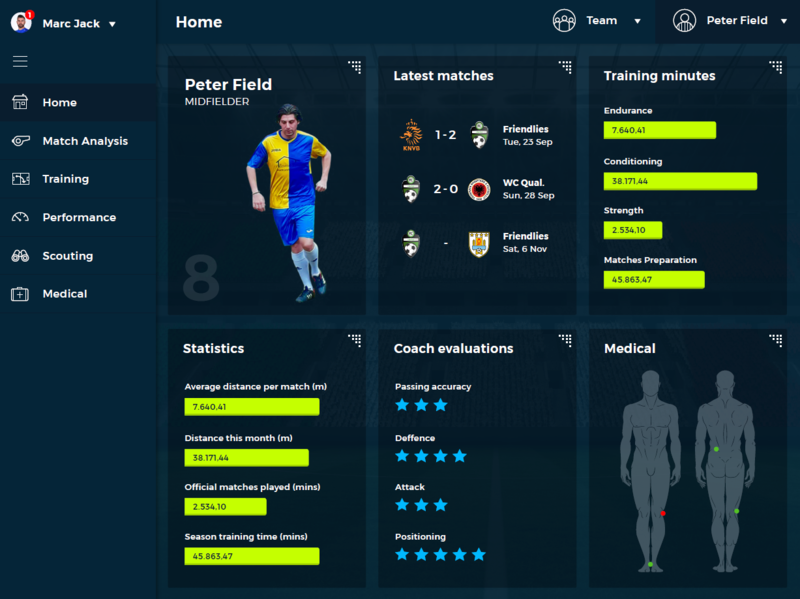 1
Marc Jack
Home
Team
Peter Field
Home
Match Analysis
Training
Performance
Scouting
Medical
Peter Field
MIDFIELDER
8
Latest matches
KNVB
1-2
Friendlies
Tue, 23 Sep
2-0
WC Qual.
Sun, 28 Sep
-
Friendlies
Sat, 6 Nov
Training minutes
Endurance
7.640.41
Conditioning
38.171.44
Strength
2.534.10
Matches Preparation
45.863.47
Statistics
Average distance per match (m)
7.640.41
Distance this month (m)
38.171.44
Official matches played (mins)
2.534.10
Season training time (mins)
45.863.47
Coach evaluations
Passing accuracy
Deffence
Attack
Positioning
Medical